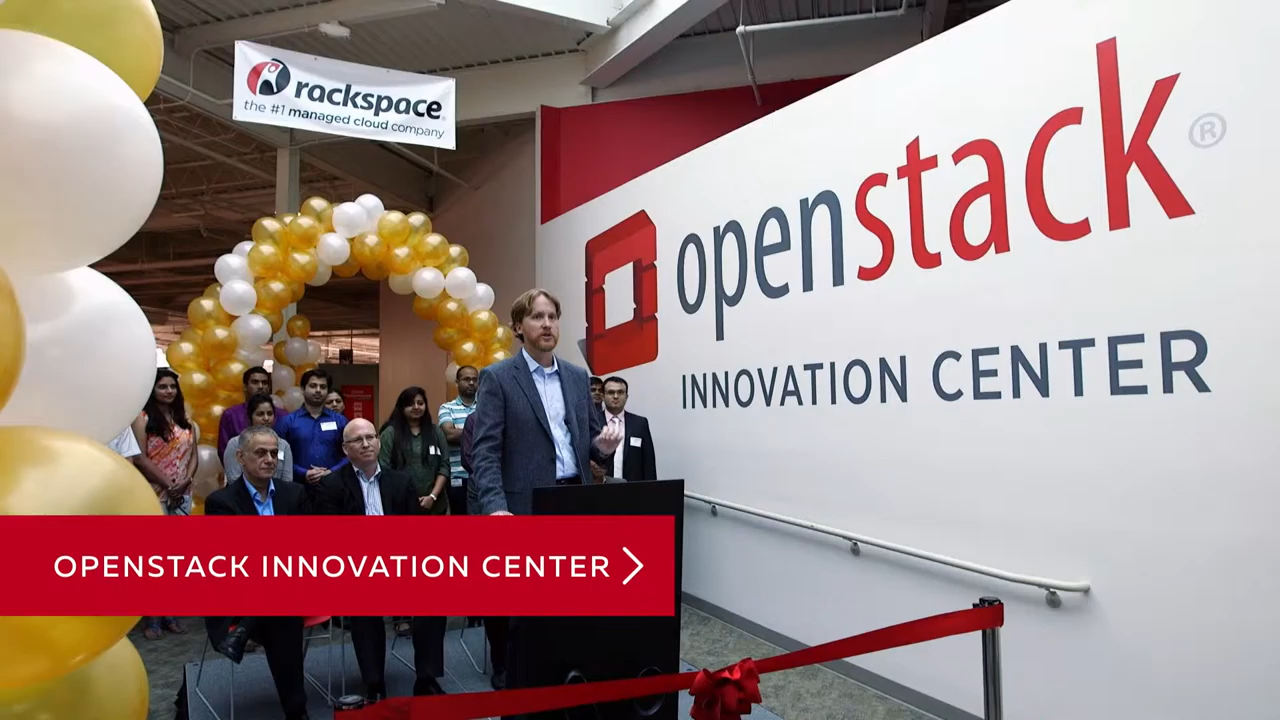 rackspace®
the #1 managed cloud company
openstack®
INNOVATION CENTER
OPENSTACK INNOVATION CENTER